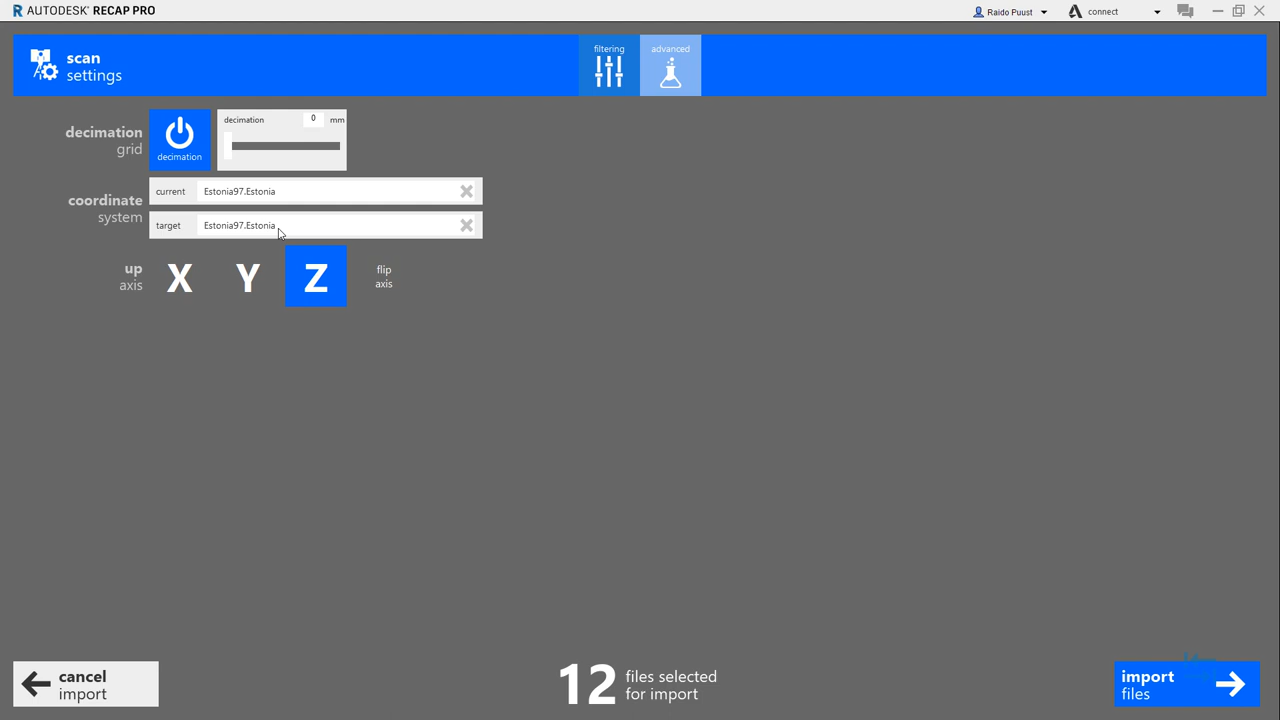 AUTODESK RECAP PRO
Raido Puust
connect
scan
settings
filtering
advanced
decimation
grid
decimation
decimation 0 mm
coordinate
system
current Estonia97.Estonia
target Estonia97.Estonia
up
axis
X Y Z
flip
axis
cancel
import
12
files selected
for import
import
files